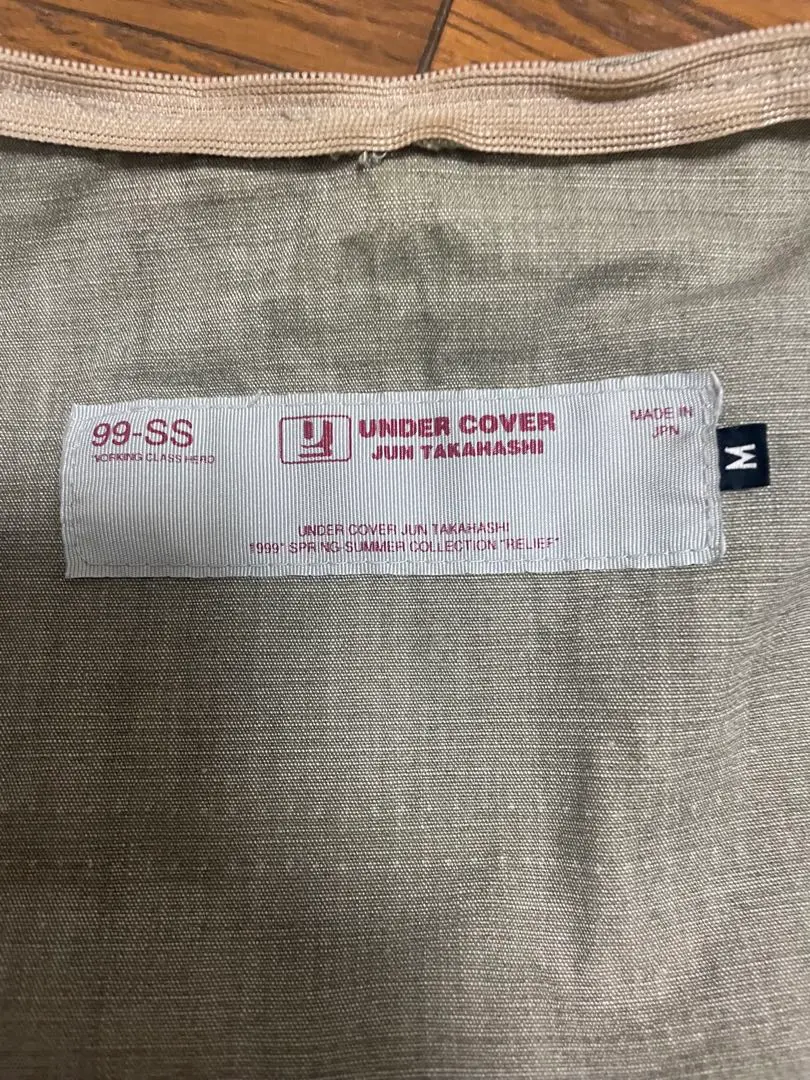 99-SS
WORKING CLASS HERO
U
UNDER COVER
JUN TAKAHASHI
MADE IN
JPN
M
UNDER COVER JUN TAKAHASHI
1999' SPRING SUMMER COLLECTION "RELIEF"